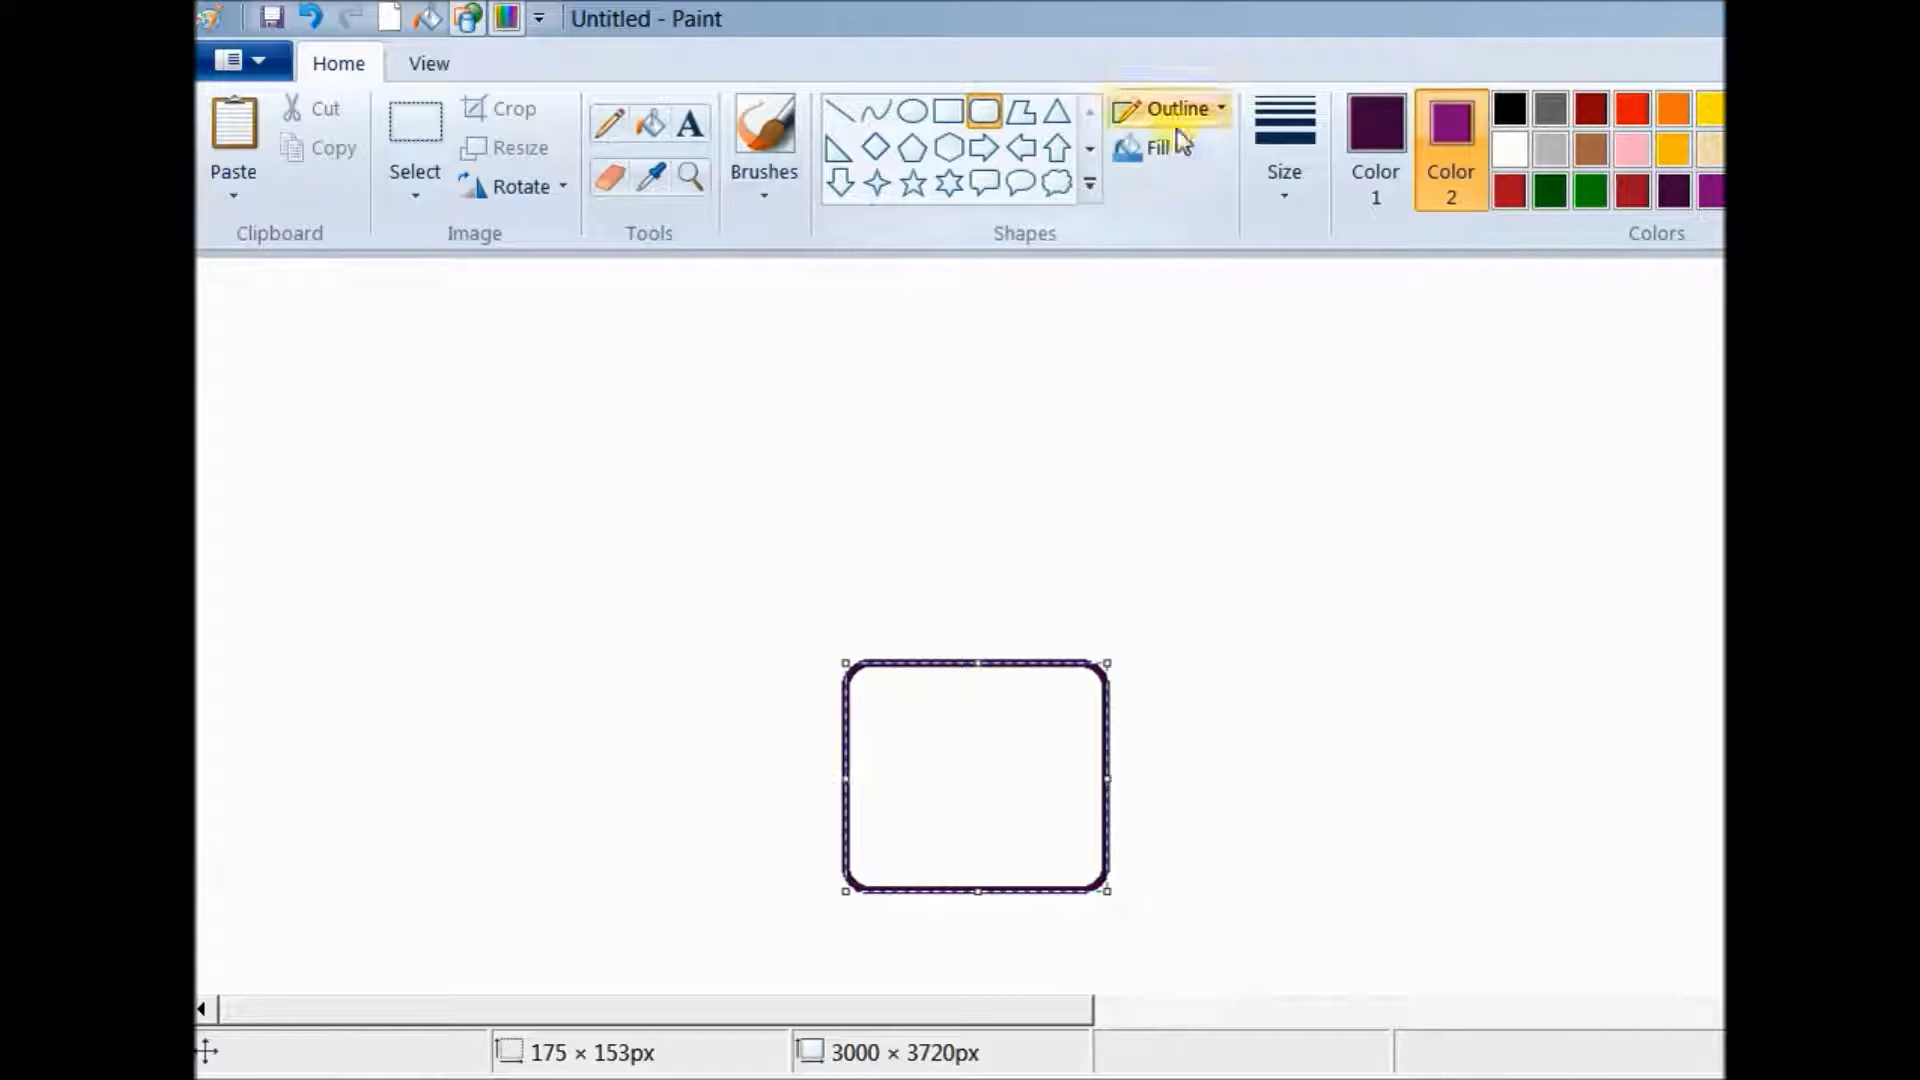 Untitled - Paint
Home
View
Paste
Cut
Copy
Clipboard
Select
Crop
Resize
Rotate
Image
A
Tools
Brushes
Shapes
Outline
Fill
Size
Color
1
Color
2
Colors
175 × 153px
3000 × 3720px